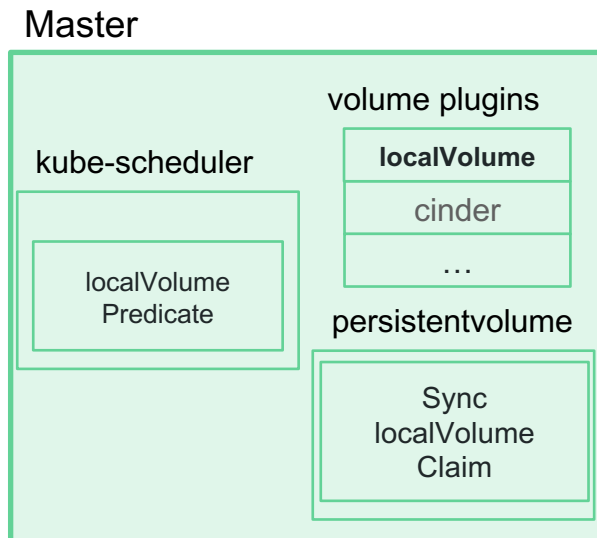 Master
kube-scheduler
localVolume
Predicate
volume plugins
localVolume
cinder
…
persistentvolume
Sync
localVolume
Claim